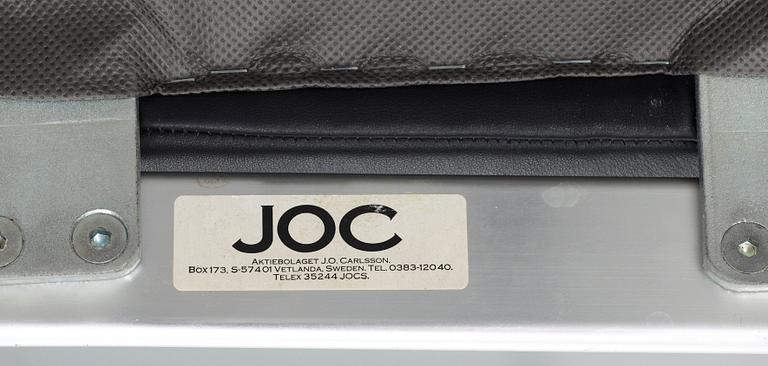 JOC
AKTIEBOLAGET J.O. CARLSSON.
BOX 173, S-574 01 VETLANDA, SWEDEN. TEL. 0383-120 40.
TELEX 35244 JOCS.